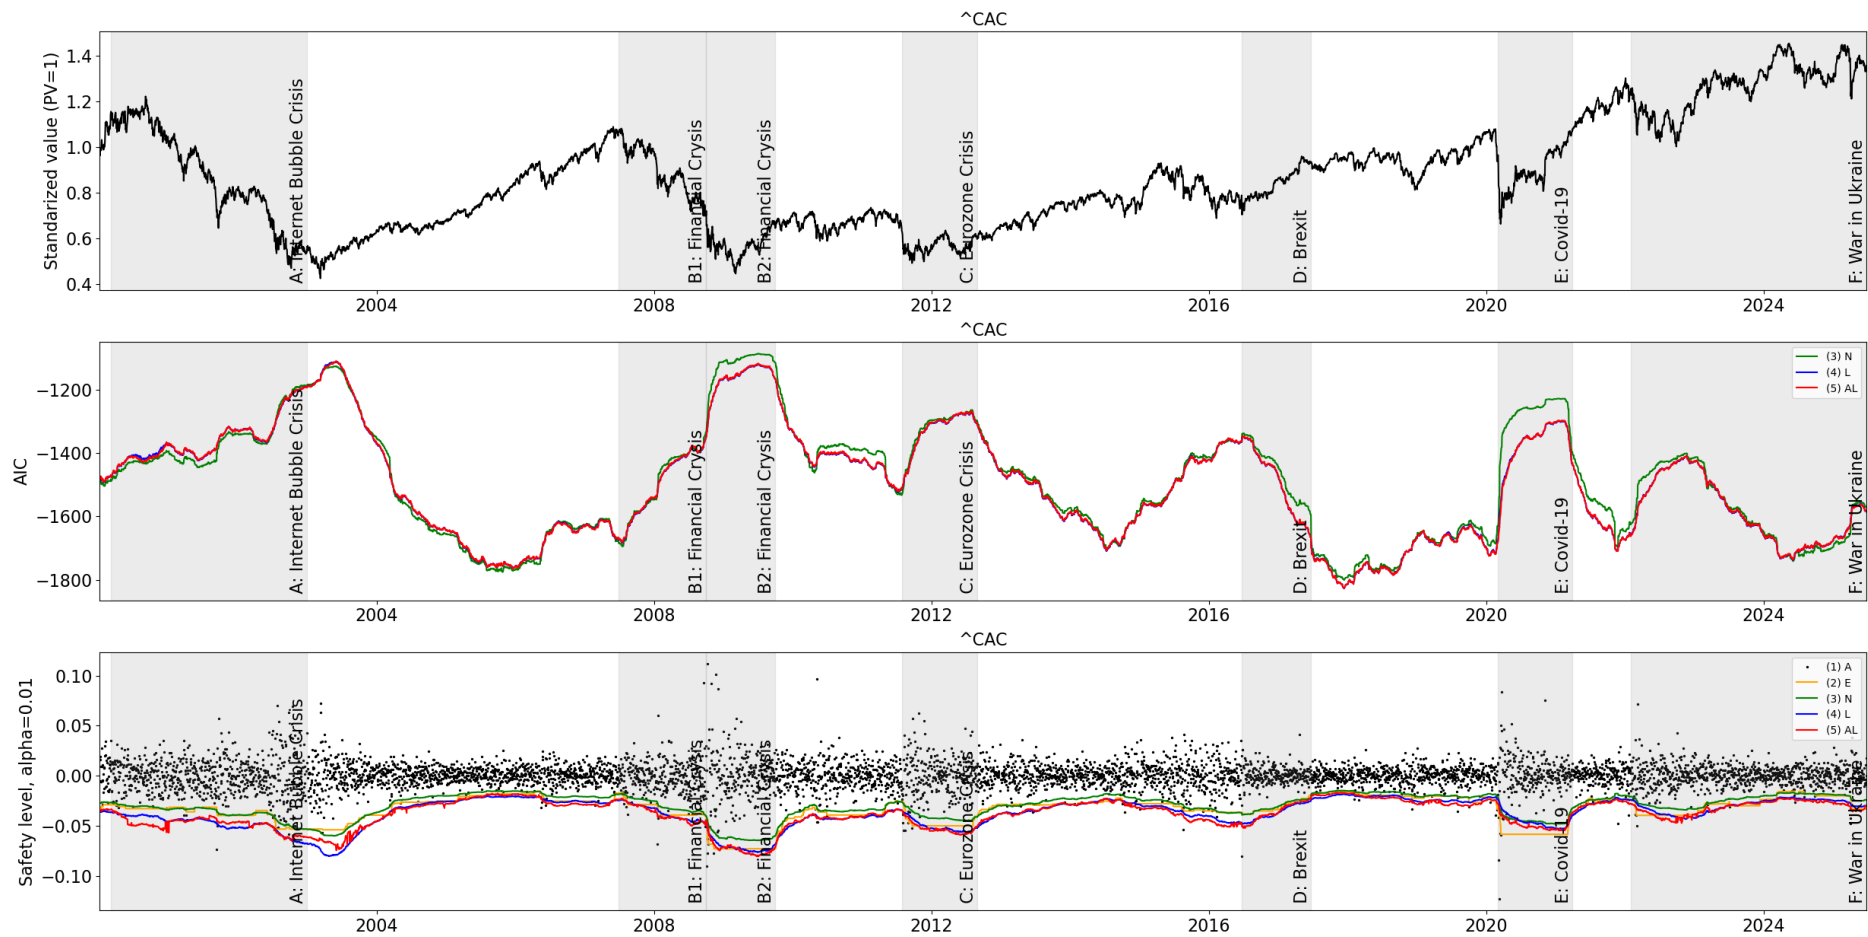 ^CAC
Standarized value (PV=1)
1.4
1.2
1.0
0.8
0.6
0.4
A: Internet Bubble Crisis
B1: Financial Crysis
B2: Financial Crysis
C: Eurozone Crisis
D: Brexit
E: Covid-19
F: War in Ukraine
2004
2008
2012
2016
2020
2024
^CAC
AIC
−1200
−1400
−1600
−1800
A: Internet Bubble Crisis
B1: Financial Crysis
B2: Financial Crysis
C: Eurozone Crisis
D: Brexit
E: Covid-19
F: War in Ukraine
(3) N
(4) L
(5) AL
2004
2008
2012
2016
2020
2024
^CAC
Safety level, alpha=0.01
0.10
0.05
0.00
−0.05
−0.10
A: Internet Bubble Crisis
B1: Financial Crysis
B2: Financial Crysis
C: Eurozone Crisis
D: Brexit
E: Covid-19
F: War in Ukraine
(1) A
(2) E
(3) N
(4) L
(5) AL
2004
2008
2012
2016
2020
2024